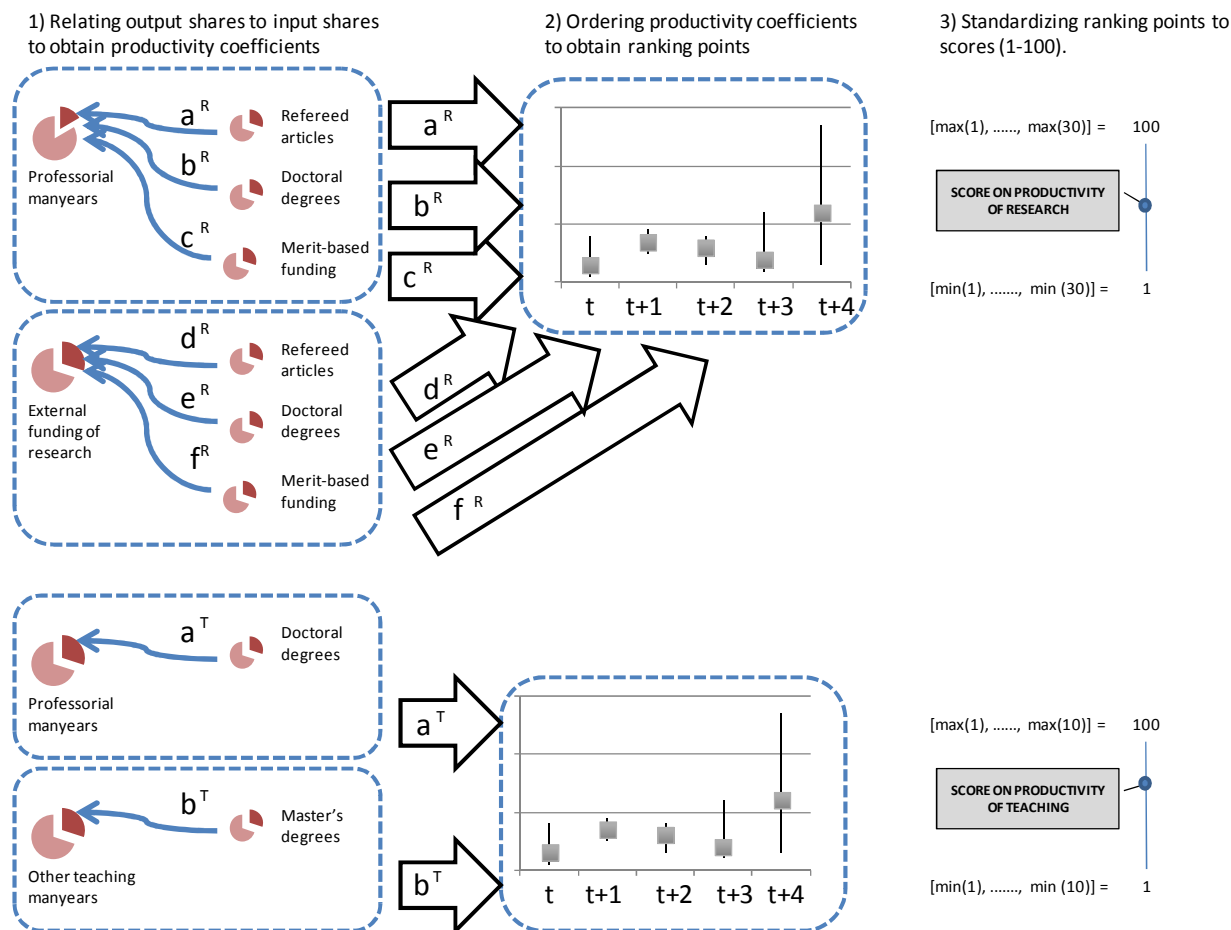 1) Relating output shares to input shares
to obtain productivity coefficients
2) Ordering productivity coefficients
to obtain ranking points
3) Standardizing ranking points to
scores (1-100).
a R
Refereed
articles
b R
Professorial
manyears
Doctoral
degrees
c R
Merit-based
funding
d R
Refereed
articles
e R
External
funding of
research
Doctoral
degrees
f R
Merit-based
funding
a R
b R
c R
d R
e R
f R
t t+1 t+2 t+3 t+4
[max(1), ......, max(30)] = 100
SCORE ON PRODUCTIVITY
OF RESEARCH
[min(1), ......., min (30)] = 1
a T
Doctoral
degrees
Professorial
manyears
b T
Master's
degrees
Other teaching
manyears
a T
b T
t t+1 t+2 t+3 t+4
[max(1), ......, max(10)] = 100
SCORE ON PRODUCTIVITY
OF TEACHING
[min(1), ......., min (10)] = 1